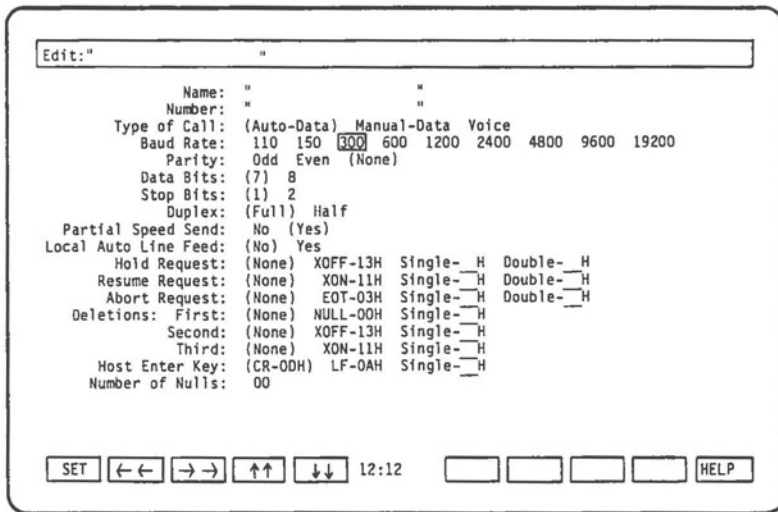 Edit:"                    "
Name: "                    "
Number: "                    "
Type of Call: (Auto-Data) Manual-Data Voice
Baud Rate: 110 150 300 600 1200 2400 4800 9600 19200
Parity: Odd Even (None)
Data Bits: (7) 8
Stop Bits: (1) 2
Duplex: (Full) Half
Partial Speed Send: No (Yes)
Local Auto Line Feed: (No) Yes
Hold Request: (None) XOFF-13H Single-__H Double-__H
Resume Request: (None) XON-11H Single-__H Double-__H
Abort Request: (None) EOT-03H Single-__H Double-__H
Deletions: First: (None) NULL-00H Single-__H
Second: (None) XOFF-13H Single-__H
Third: (None) XON-11H Single-__H
Host Enter Key: (CR-0DH) LF-0AH Single-__H
Number of Nulls: 00
SET ←← →→ ↑↑ ↓↓ 12:12 HELP